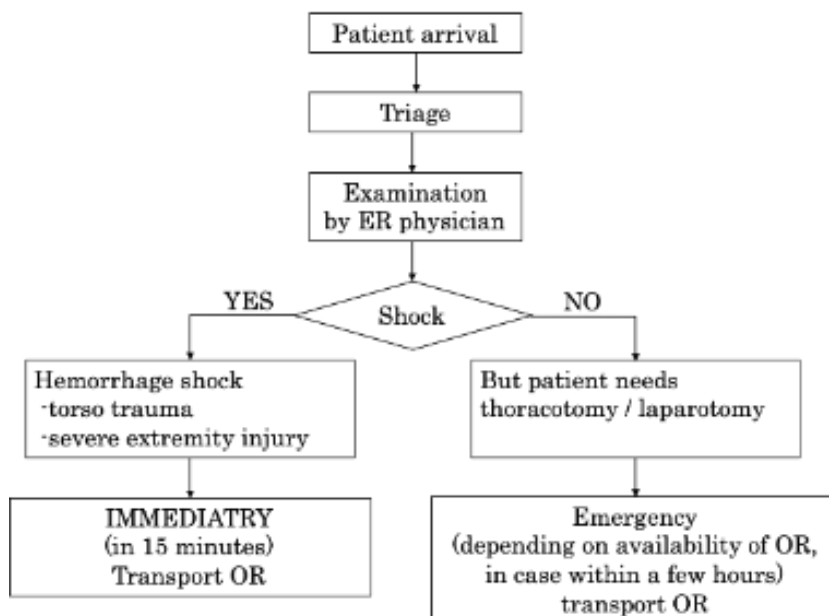 Patient arrival
Triage
Examination
by ER physician
Shock
YES
NO
Hemorrhage shock
-torso trauma
-severe extremity injury
But patient needs
thoracotomy / laparotomy
IMMEDIATRY
(in 15 minutes)
Transport OR
Emergency
(depending on availability of OR,
in case within a few hours)
transport OR